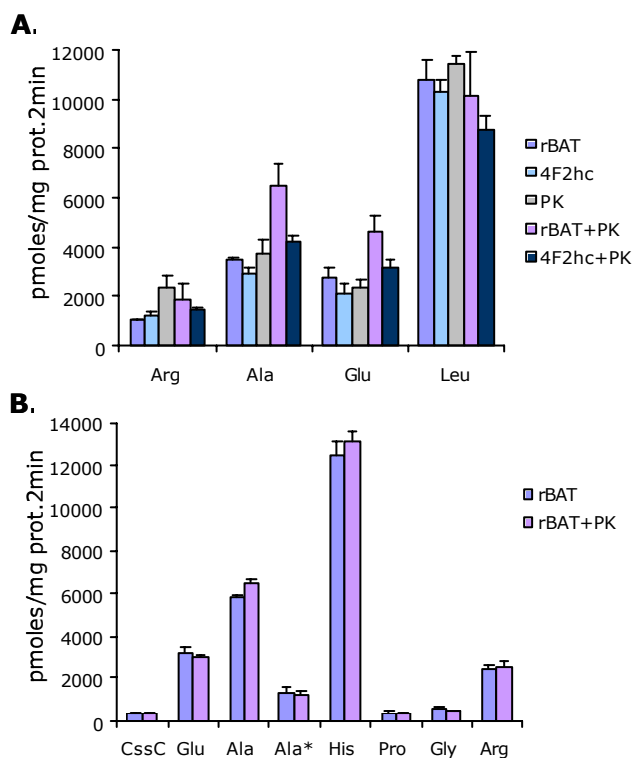 A.
pmoles/mg prot.2min
12000
10000
8000
6000
4000
2000
0
Arg Ala Glu Leu
rBAT
4F2hc
PK
rBAT+PK
4F2hc+PK
B.
pmoles/mg prot.2min
14000
12000
10000
8000
6000
4000
2000
0
CssC Glu Ala Ala* His Pro Gly Arg
rBAT
rBAT+PK